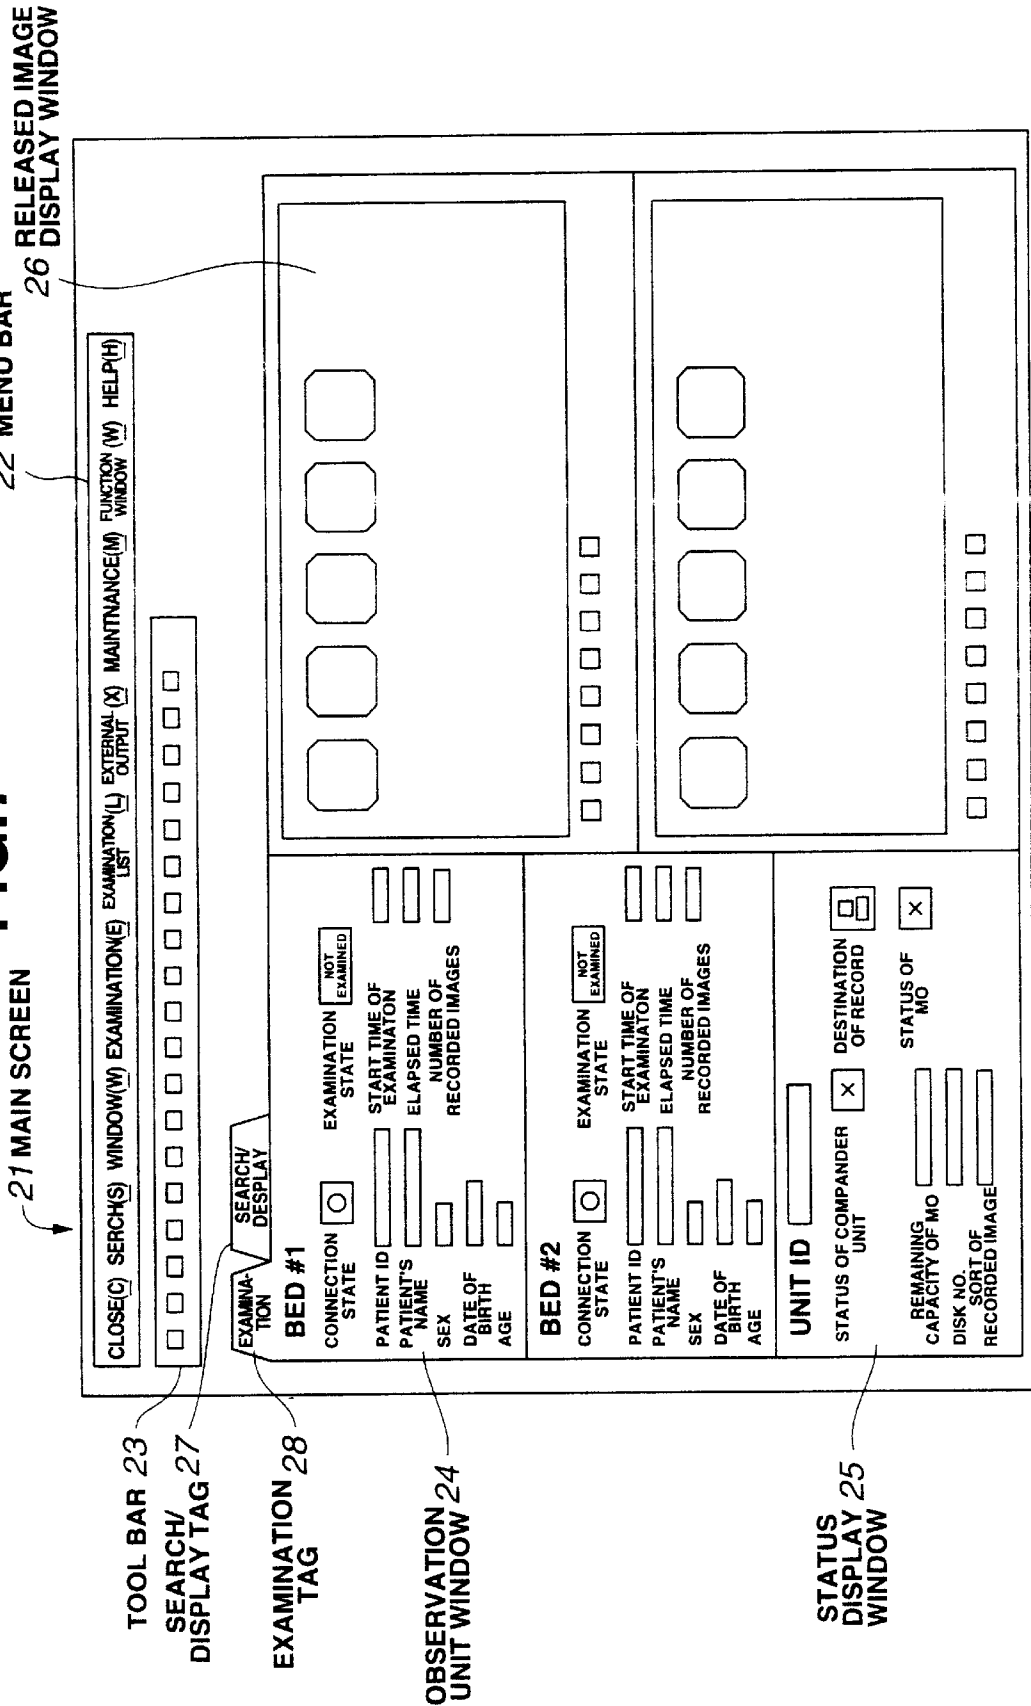 21 MAIN SCREEN
22 MENU BAR
26 RELEASED IMAGE
DISPLAY WINDOW
CLOSE(C) SERCH(S) WINDOW(W) EXAMINATION(E) EXAMINATION LIST (L) EXTERNAL OUTPUT (X) MAINTNANCE(M) FUNCTION WINDOW (W) HELP(H)
TOOL BAR 23
SEARCH/
DISPLAY TAG 27
EXAMINATION 28
TAG
OBSERVATION
UNIT WINDOW 24
STATUS
DISPLAY 25
WINDOW
EXAMINA-
TION
SEARCH/
DESPLAY
BED #1
CONNECTION
STATE
EXAMINATION
STATE
NOT
EXAMINED
PATIENT ID
PATIENT'S
NAME
SEX
DATE OF
BIRTH
AGE
START TIME OF
EXAMINATON
ELAPSED TIME
NUMBER OF
RECORDED IMAGES
BED #2
CONNECTION
STATE
EXAMINATION
STATE
NOT
EXAMINED
PATIENT ID
PATIENT'S
NAME
SEX
DATE OF
BIRTH
AGE
START TIME OF
EXAMINATON
ELAPSED TIME
NUMBER OF
RECORDED IMAGES
UNIT ID
STATUS OF COMPANDER
UNIT
DESTINATION
OF RECORD
REMAINING
CAPACITY OF MO
DISK NO.
SORT OF
RECORDED IMAGE
STATUS OF
MO